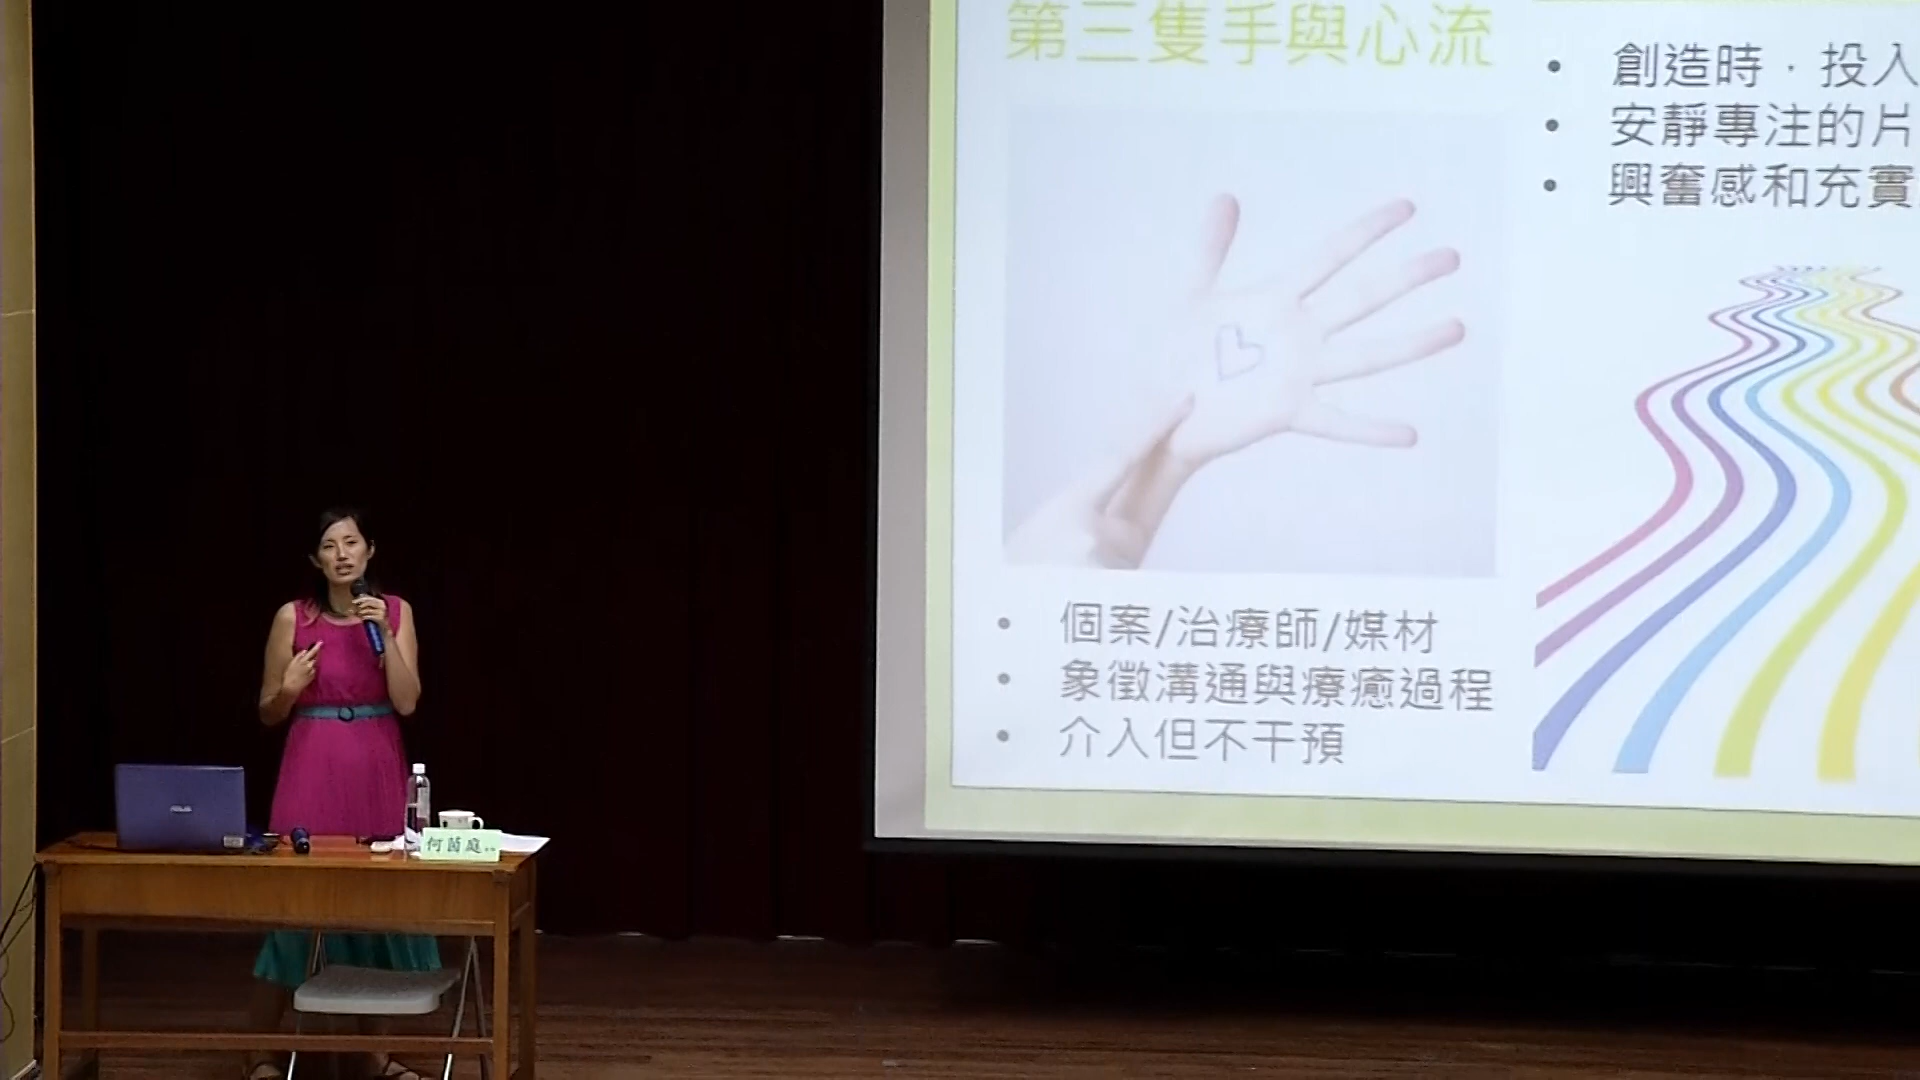 第三隻手與心流
創造時，投入
安靜專注的片
興奮感和充實
個案/治療師/媒材
象徵溝通與療癒過程
介入但不干預
ASUS
何茵庭